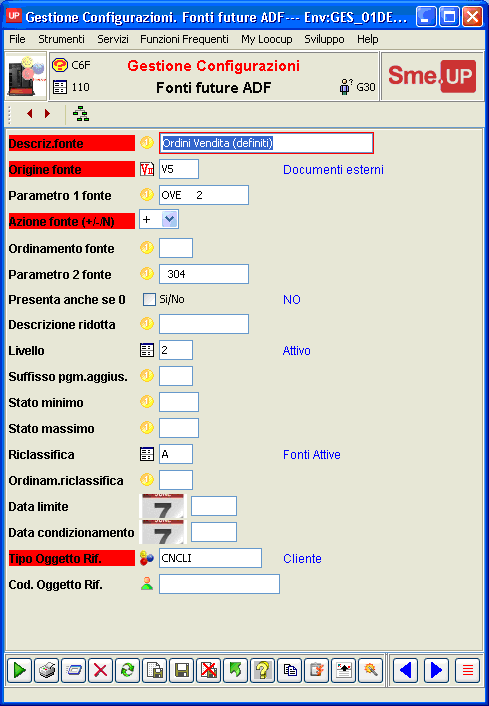 UP Gestione Configurazioni. Fonti future ADF--- Env:GES_01DE...
File Strumenti Servizi Funzioni Frequenti My Loocup Sviluppo Help
C6F Gestione Configurazioni
110 Fonti future ADF G30
Sme.UP
Descriz.fonte Ordini Vendita (definiti)
Origine fonte V5 Documenti esterni
Parametro 1 fonte OVE 2
Azione fonte (+/-/N) +
Ordinamento fonte
Parametro 2 fonte 304
Presenta anche se 0 Si/No NO
Descrizione ridotta
Livello 2 Attivo
Suffisso pgm.aggius.
Stato minimo
Stato massimo
Riclassifica A Fonti Attive
Ordinam.riclassifica
Data limite 7
Data condizionamento 7
Tipo Oggetto Rif. CNCLI Cliente
Cod. Oggetto Rif.